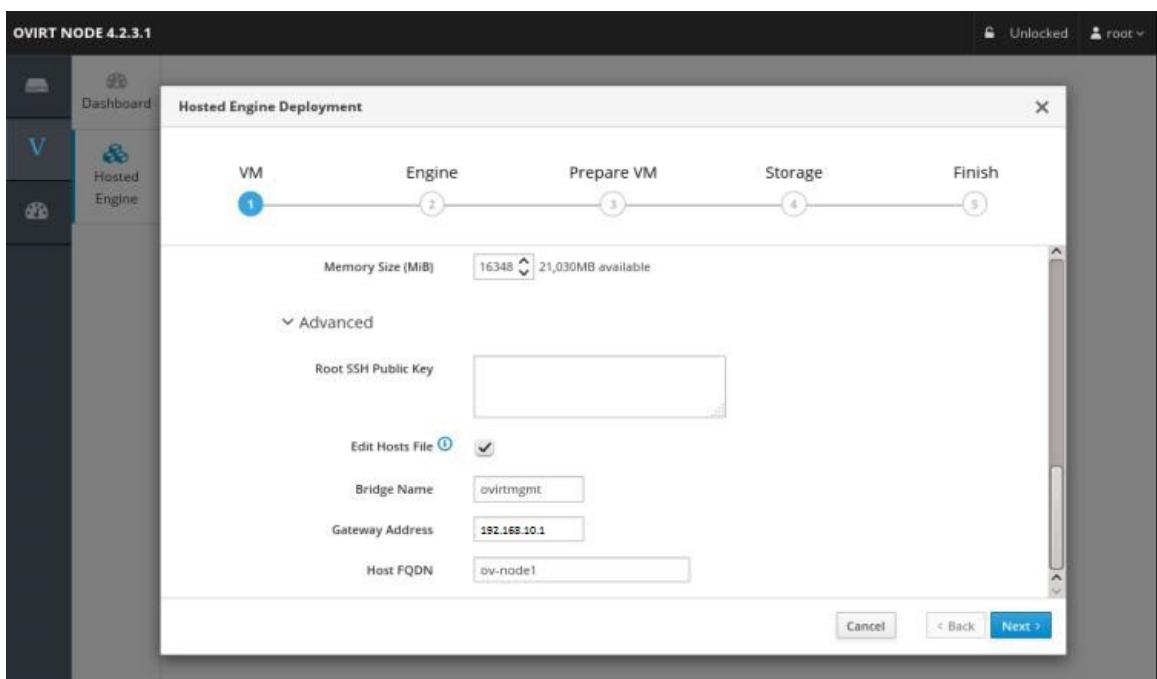 OVIRT NODE 4.2.3.1
Unlocked
root
Dashboard
Hosted
Engine
V
Hosted Engine Deployment
VM
Engine
Prepare VM
Storage
Finish
1
2
3
4
5
Memory Size (MiB)
16348
21,030MB available
Advanced
Root SSH Public Key
Edit Hosts File
Bridge Name
ovirtmgmt
Gateway Address
192.168.10.1
Host FQDN
ov-node1
Cancel
< Back
Next >